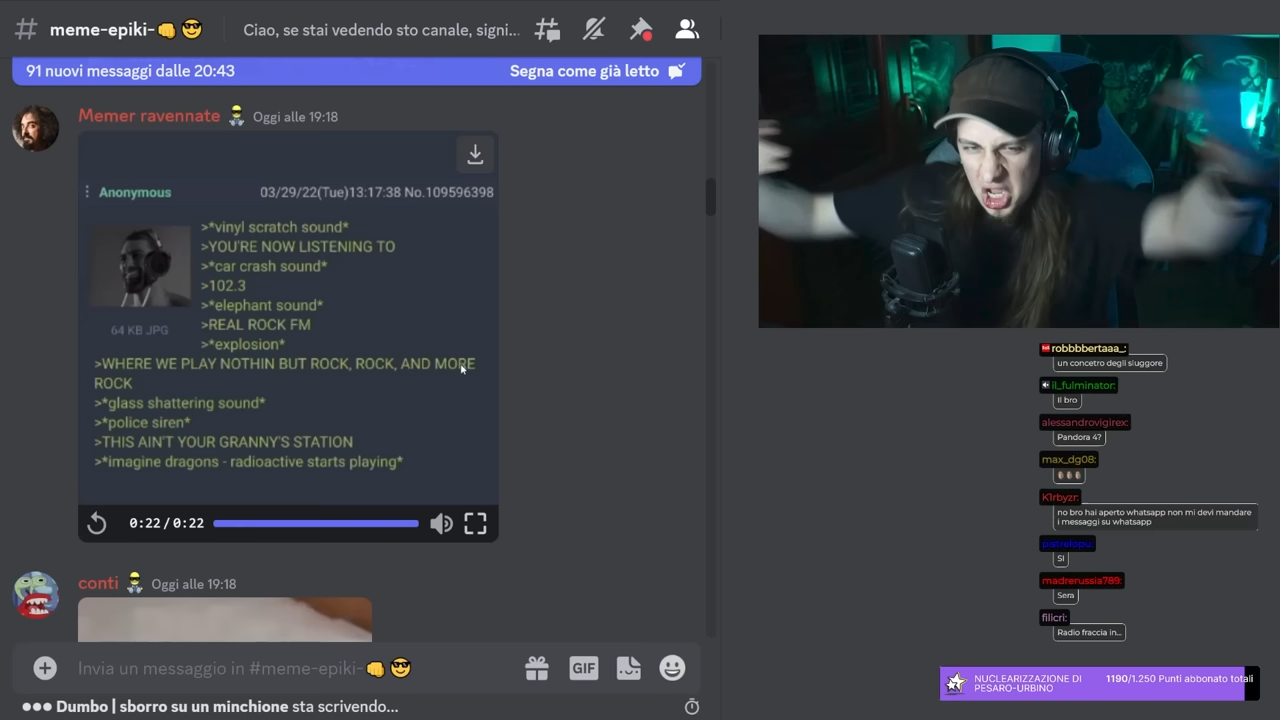 # meme-epiki-👊 😎
Ciao, se stai vedendo sto canale, signi...
91 nuovi messaggi dalle 20:43
Segna come già letto
Memer ravennate Oggi alle 19:18
Anonymous 03/29/22(Tue)13:17:38 No.109596398
>*vinyl scratch sound*
>YOU'RE NOW LISTENING TO
>*car crash sound*
>102.3
>*elephant sound*
>REAL ROCK FM
>*explosion*
64 KB JPG
>WHERE WE PLAY NOTHIN BUT ROCK, ROCK, AND MORE
ROCK
>*glass shattering sound*
>*police siren*
>THIS AIN'T YOUR GRANNY'S STATION
>*imagine dragons - radioactive starts playing*
0:22 / 0:22
conti Oggi alle 19:18
Invia un messaggio in #meme-epiki-👊 😎
GIF
Dumbo | sborro su un minchione sta scrivendo...
robbbbertaaa_:
un concetro degli sluggore
il_fulminator:
Il bro
alessandrovigirex:
Pandora 4?
max_dg08:
K1rbyzr:
no bro hai aperto whatsapp non mi devi mandare
i messaggi su whatsapp
SI
madrerussia789:
Sera
filicri:
Radio fraccia in...
NUCLEARIZZAZIONE DI
PESARO-URBINO
1190/1.250 Punti abbonato totali